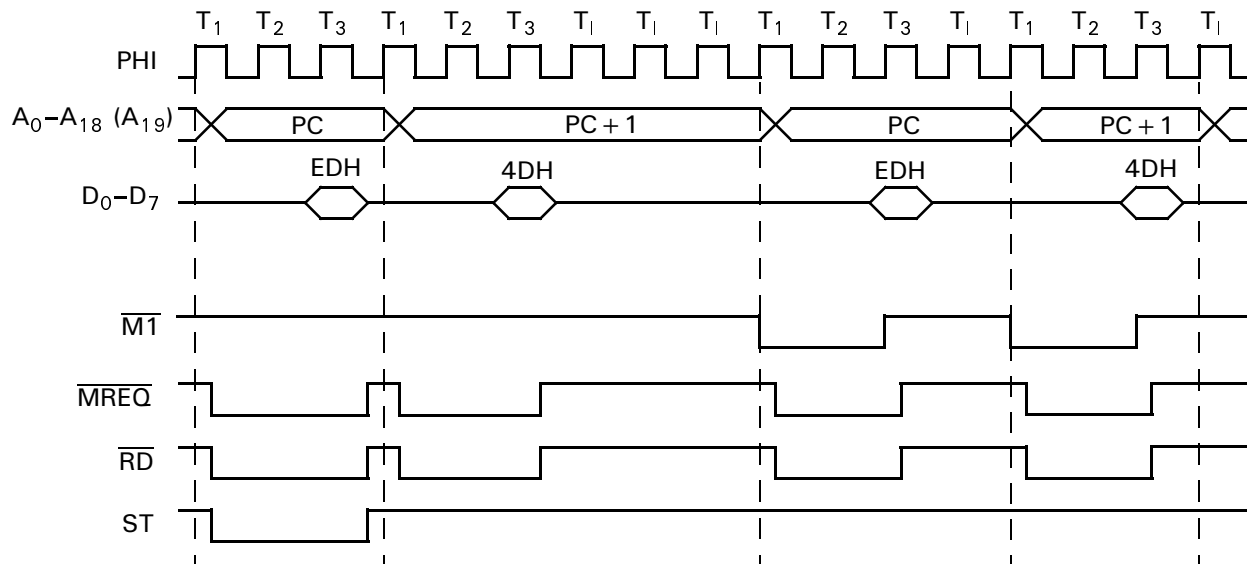 T₁ T₂ T₃ T₁ T₂ T₃ Tᵢ Tᵢ Tᵢ T₁ T₂ T₃ Tᵢ T₁ T₂ T₃ Tᵢ
PHI
A₀–A₁₈ (A₁₉) PC PC + 1 PC PC + 1
EDH 4DH EDH 4DH
D₀–D₇
M1
MREQ
RD
ST